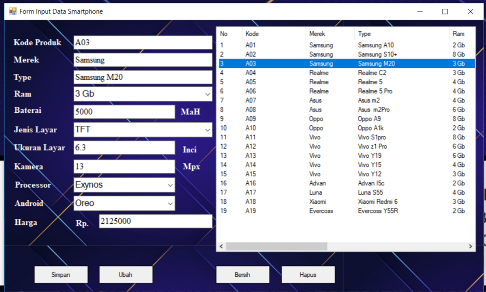 Form Input Data Smartphone
Kode Produk A03
Merek Samsung
Type Samsung M20
Ram 3 Gb
Baterai 5000 MaH
Jenis Layar TFT
Ukuran Layar 6.3 Inci
Kamera 13 Mpx
Processor Exynos
Android Oreo
Harga Rp. 2125000
No Kode Merek Type Ram
1 A01 Samsung Samsung A10 2 Gb
2 A02 Samsung Samsung S10+ 8 Gb
3 A03 Samsung Samsung M20 3 Gb
4 A04 Realme Realme C2 3 Gb
5 A05 Realme Realme 5 4 Gb
6 A06 Realme Realme 5 Pro 4 Gb
7 A07 Asus Asus m2 4 Gb
8 A08 Asus Asus m2Pro 6 Gb
9 A09 Oppo Oppo A9 8 Gb
10 A10 Oppo Oppo A1k 2 Gb
11 A11 Vivo Vivo S1pro 8 Gb
12 A12 Vivo Vivo z1 Pro 6 Gb
13 A13 Vivo Vivo Y19 6 Gb
14 A14 Vivo Vivo Y15 4 Gb
15 A15 Vivo Vivo Y12 3 Gb
16 A16 Advan Advan I5c 2 Gb
17 A17 Luna Luna S55 4 Gb
18 A18 Xiaomi Xiaomi Redmi 6 3 Gb
19 A19 Evercoss Evercoss Y55R 2 Gb
Simpan Ubah Bersih Hapus